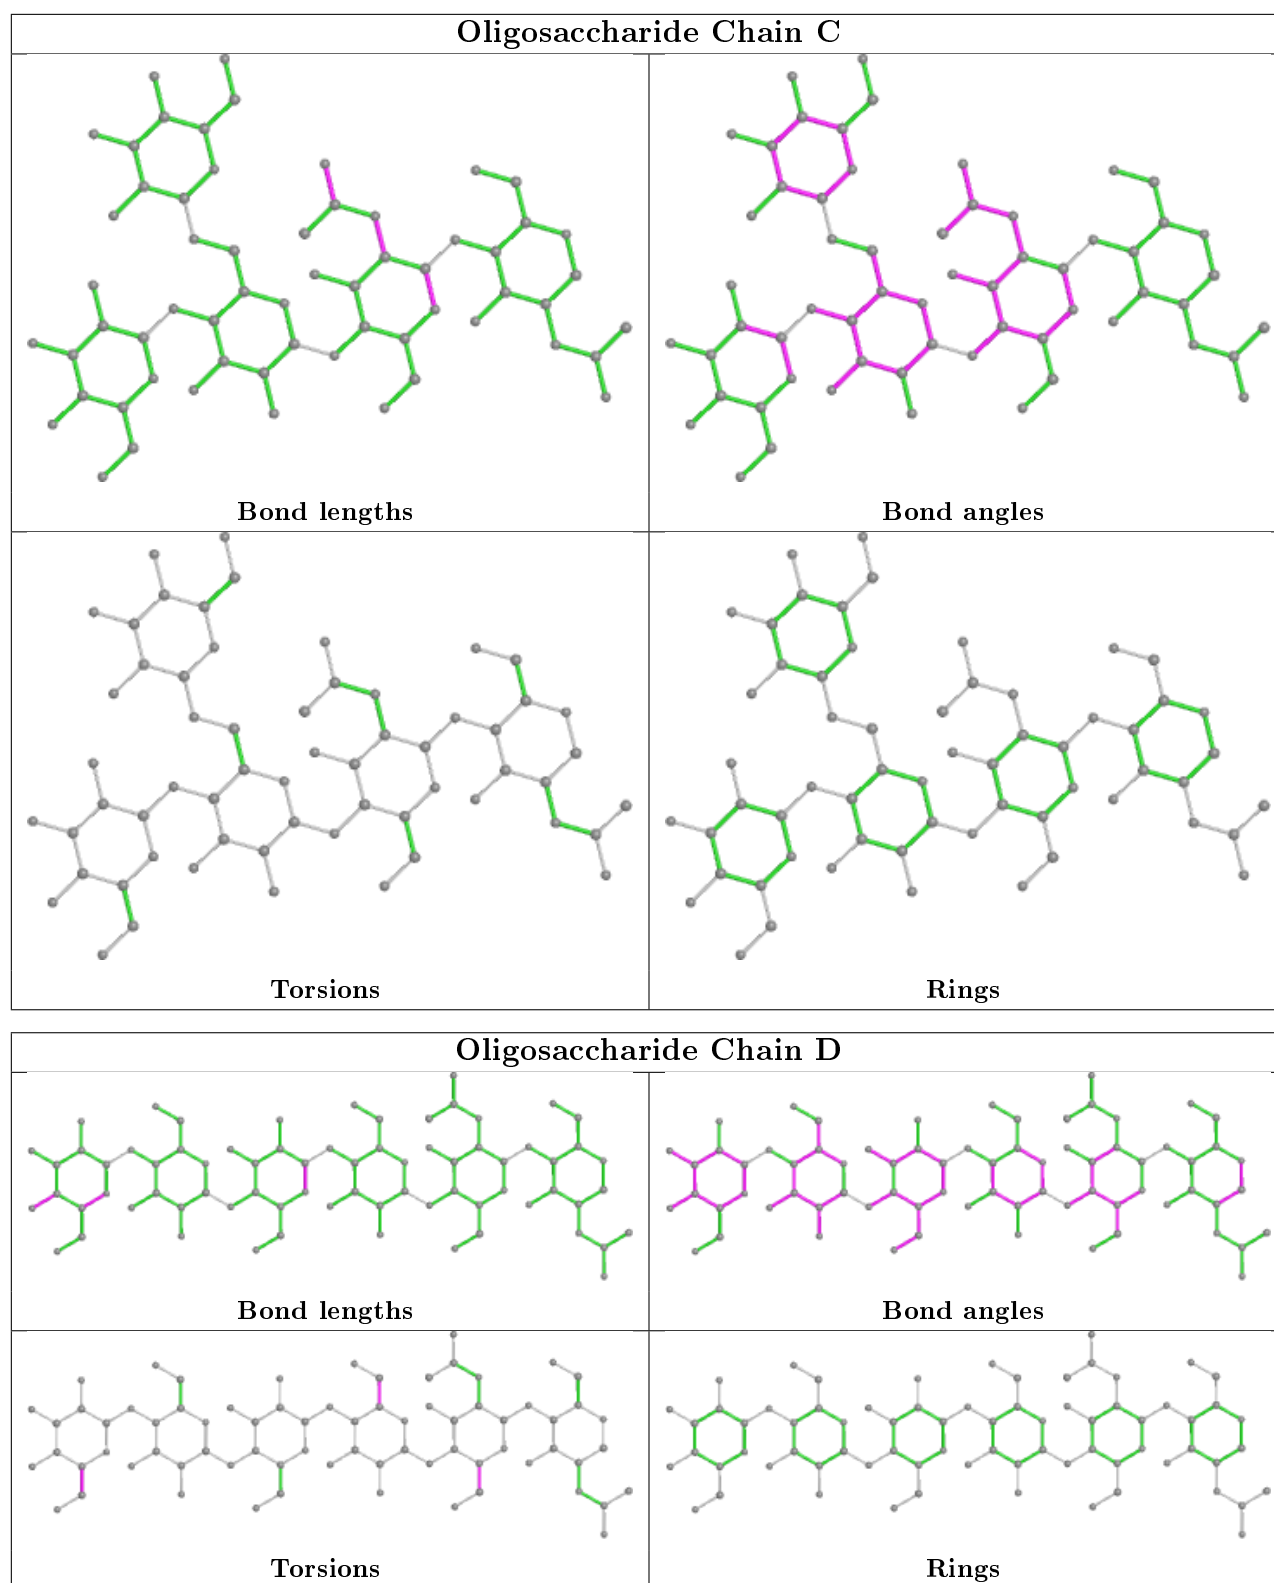 Oligosaccharide Chain C
Bond lengths
Bond angles
Torsions
Rings
Oligosaccharide Chain D
Bond lengths
Bond angles
Torsions
Rings